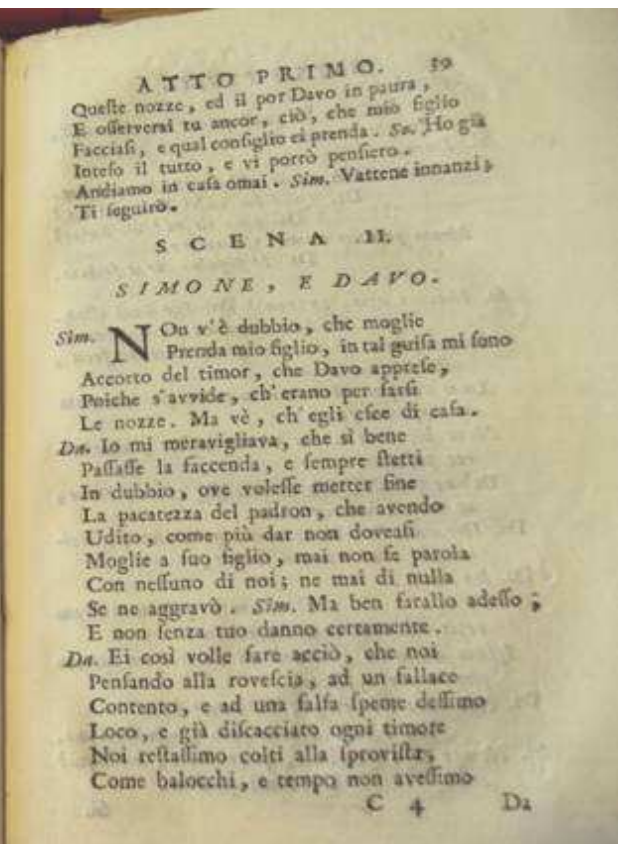 ATTO PRIMO. 39
Queſte nozze, ed il por Davo in paura,
E oſſerverai tu ancor, ciò, che mio figlio
Facciaſi, e qual conſiglio ei prenda. So. Ho già
Inteſo il tutto, e vi porrò penſiero.
Andiamo in caſa omai. Sim. Vattene innanzi,
Ti ſeguirò.
SCENA II.
SIMONE, E DAVO.
Sim. NOn v'è dubbio, che moglie
Prenda mio figlio, in tal guiſa mi ſono
Accorto del timor, che Davo appreſe,
Poiche s'avvide, ch'erano per farſi
Le nozze. Ma vè, ch'egli eſce di caſa.
Da. Io mi meravigliava, che sì bene
Paſſaſſe la faccenda, e ſempre ſtetti
In dubbio, ove voleſſe metter fine
La pacatezza del padron, che avendo
Udito, come più dar non doveaſi
Moglie a ſuo figlio, mai non fe parola
Con neſſuno di noi; ne mai di nulla
Se ne aggravò. Sim. Ma ben farallo adeſſo;
E non ſenza tuo danno certamente.
Da. Ei così volle fare acciò, che noi
Penſando alla roveſcia, ad un fallace
Contento, e ad una falſa ſpeme deſſimo
Loco, e già diſcacciato ogni timore
Noi reſtaſſimo colti alla ſproviſta,
Come balocchi, e tempo non aveſſimo
C 4 Da